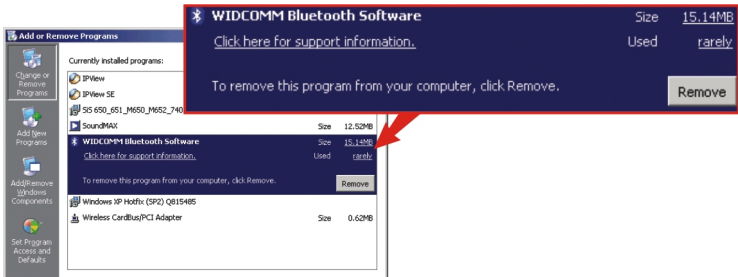 WIDCOMM Bluetooth Software Size 15.14MB
Click here for support information. Used rarely
To remove this program from your computer, click Remove.
Remove
Add or Remove Programs
Change or
Remove
Programs
Add New
Programs
Add/Remove
Windows
Components
Set Program
Access and
Defaults
Currently installed programs:
IPView
IPView SE
SiS 650_651_M650_M652_740
SoundMAX Size 12.52MB
WIDCOMM Bluetooth Software Size 15.14MB
Click here for support information. Used rarely
To remove this program from your computer, click Remove.
Remove
Windows XP Hotfix (SP2) Q815485
Wireless CardBus/PCI Adapter Size 0.62MB